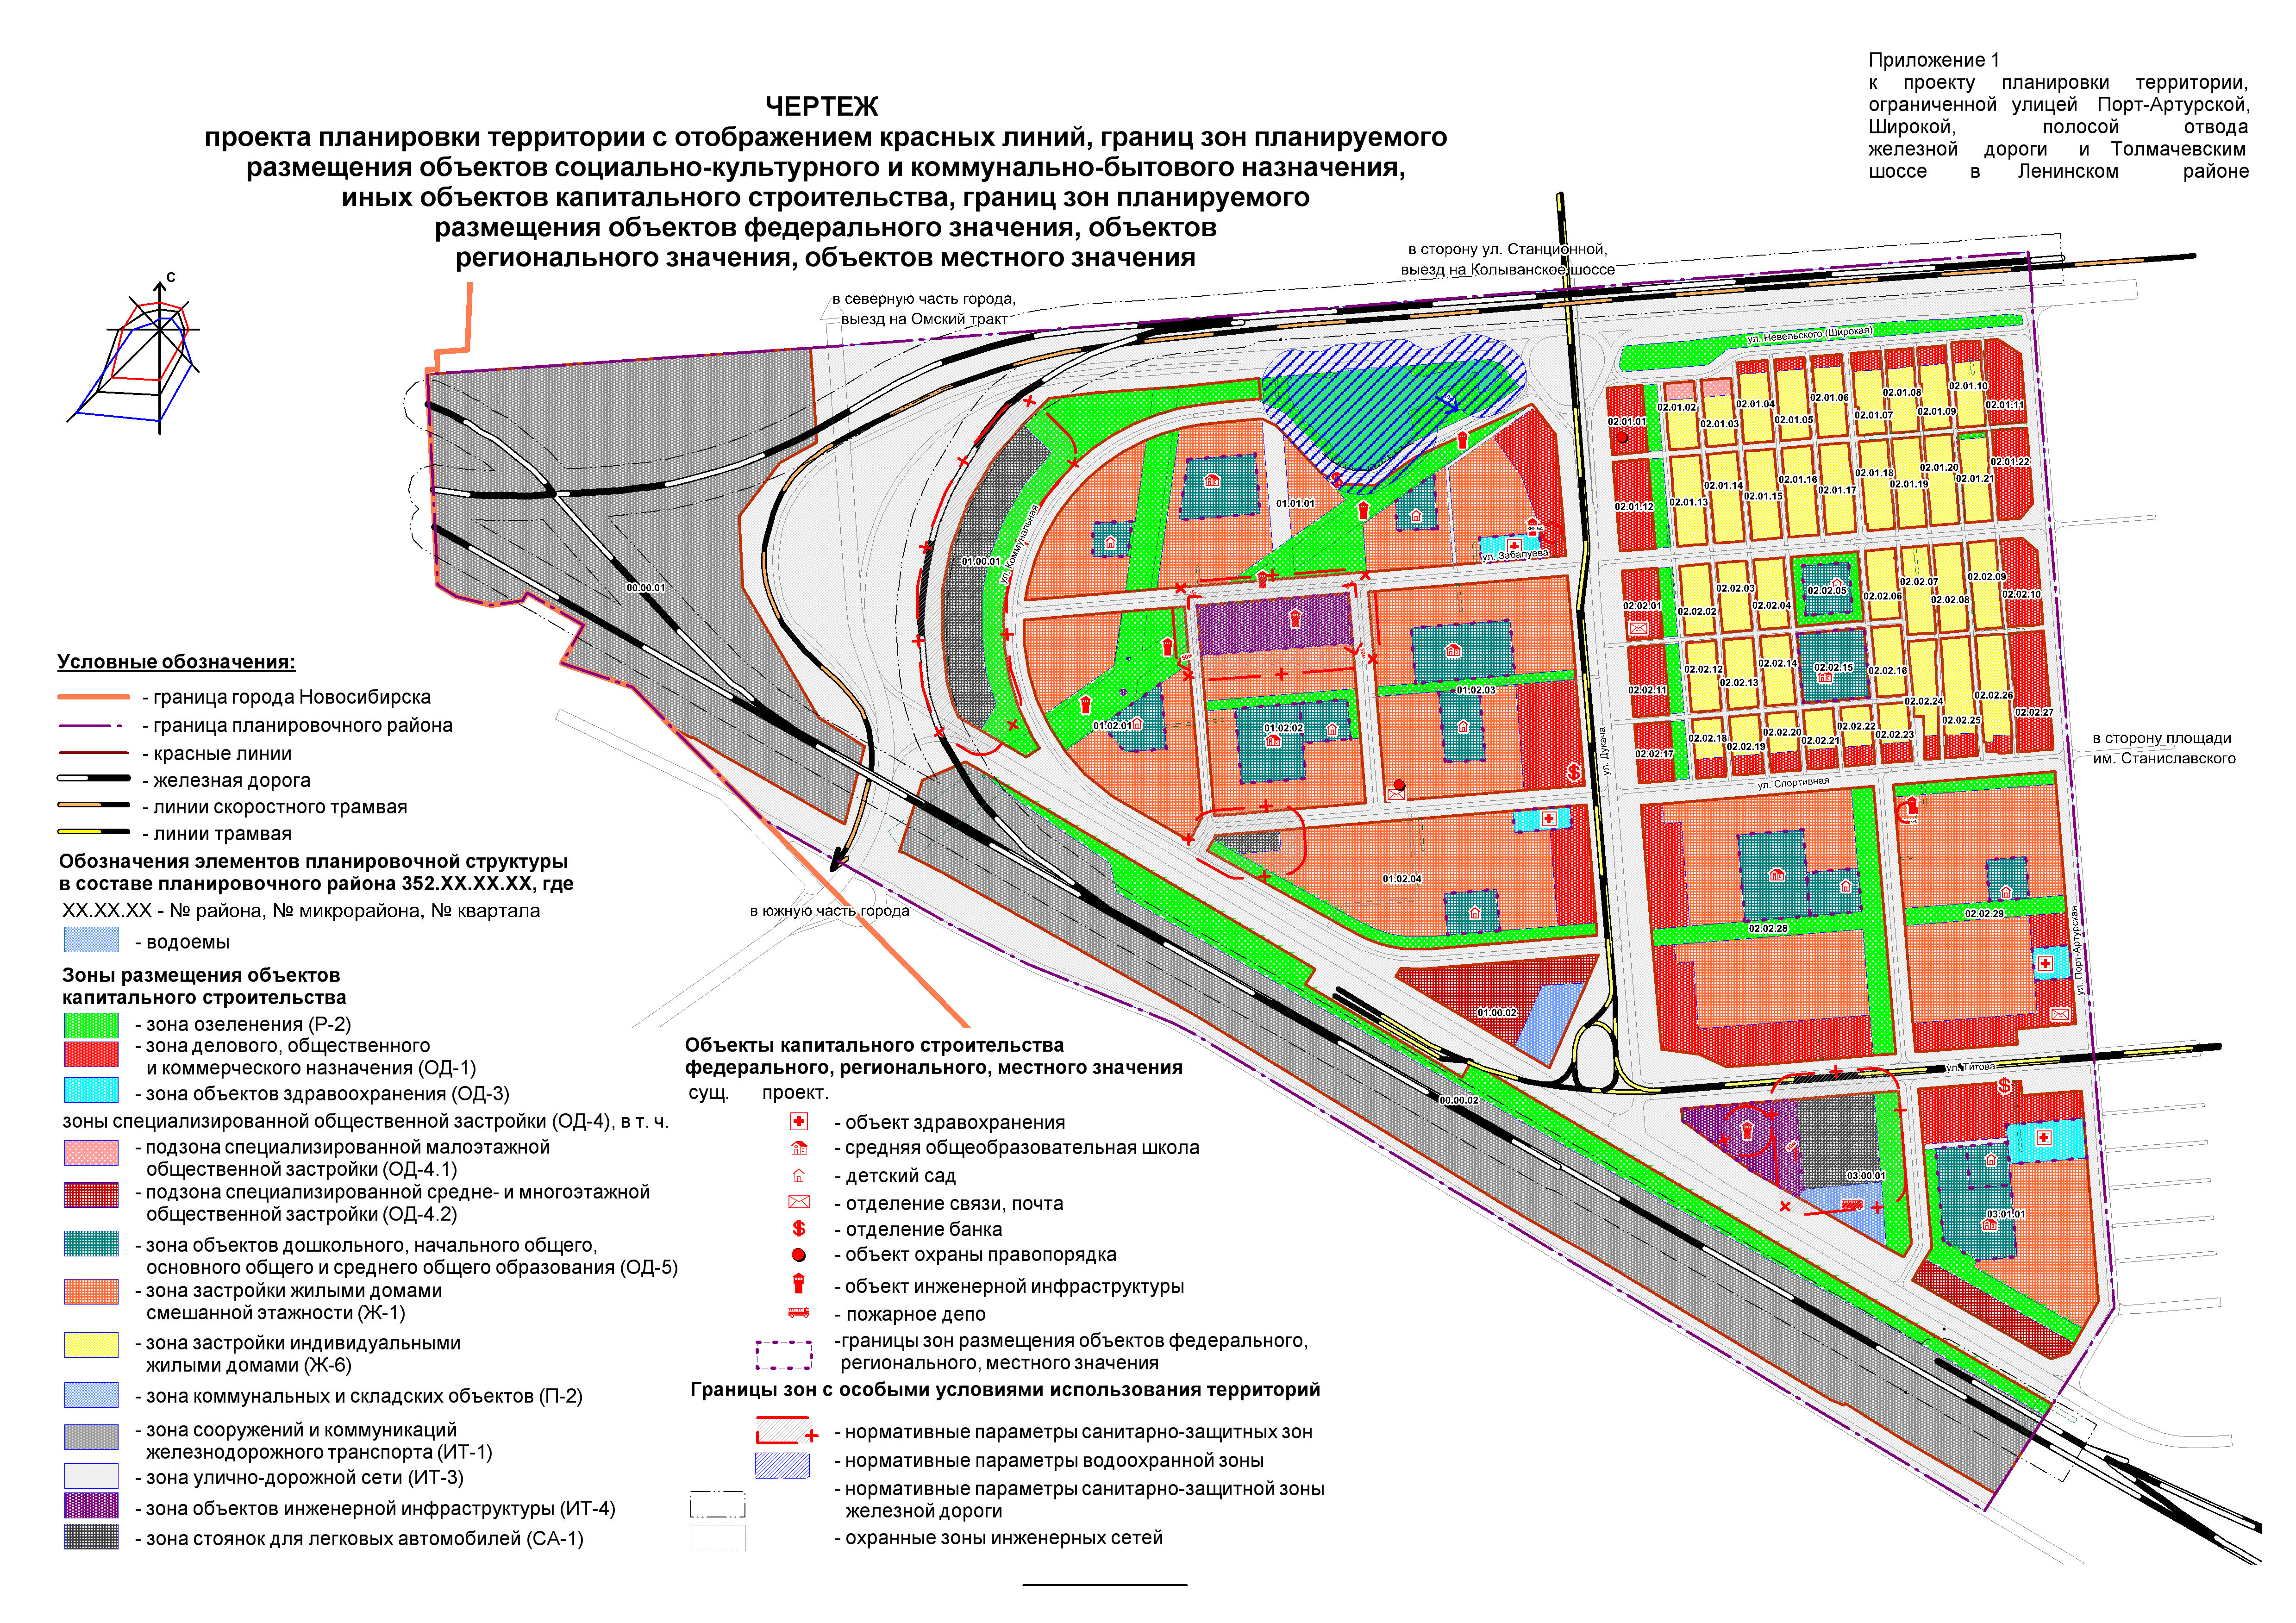 Приложение 1
к проекту планировки территории,
ограниченной улицей Порт-Артурской,
Широкой, полосой отвода
железной дороги и Толмачевским
шоссе в Ленинском районе
ЧЕРТЕЖ
проекта планировки территории с отображением красных линий, границ зон планируемого
размещения объектов социально-культурного и коммунально-бытового назначения,
иных объектов капитального строительства, границ зон планируемого
размещения объектов федерального значения, объектов
регионального значения, объектов местного значения
с
в сторону ул. Станционной,
выезд на Колыванское шоссе
в северную часть города,
выезд на Омский тракт
ул. Невельского (Широкая)
02.01.01
02.01.02
02.01.03
02.01.04
02.01.05
02.01.06
02.01.07
02.01.08
02.01.09
02.01.10
02.01.11
02.01.12
02.01.13
02.01.14
02.01.15
02.01.16
02.01.17
02.01.18
02.01.19
02.01.20
02.01.21
02.01.22
01.01.01
ул. Коммунальная
01.00.01
00.00.01
ул. Забалуева
02.02.01
02.02.02
02.02.03
02.02.04
02.02.05
02.02.06
02.02.07
02.02.08
02.02.09
02.02.10
02.02.11
02.02.12
02.02.13
02.02.14
02.02.15
02.02.16
02.02.17
02.02.18
02.02.19
02.02.20
02.02.21
02.02.22
02.02.23
02.02.24
02.02.25
02.02.26
02.02.27
01.02.01
01.02.02
01.02.03
ул. Дукача
ул. Спортивная
в сторону площади
им. Станиславского
01.02.04
02.02.28
02.02.29
ул. Порт-Артурская
в южную часть города
01.00.02
00.00.02
ул. Титова
03.00.01
03.01.01
Условные обозначения:
- граница города Новосибирска
- граница планировочного района
- красные линии
- железная дорога
- линии скоростного трамвая
- линии трамвая
Обозначения элементов планировочной структуры
в составе планировочного района 352.XX.XX.XX, где
XX.XX.XX - № района, № микрорайона, № квартала
- водоемы
Зоны размещения объектов
капитального строительства
- зона озеленения (Р-2)
- зона делового, общественного
и коммерческого назначения (ОД-1)
- зона объектов здравоохранения (ОД-3)
зоны специализированной общественной застройки (ОД-4), в т. ч.
- подзона специализированной малоэтажной
общественной застройки (ОД-4.1)
- подзона специализированной средне- и многоэтажной
общественной застройки (ОД-4.2)
- зона объектов дошкольного, начального общего,
основного общего и среднего общего образования (ОД-5)
- зона застройки жилыми домами
смешанной этажности (Ж-1)
- зона застройки индивидуальными
жилыми домами (Ж-6)
- зона коммунальных и складских объектов (П-2)
- зона сооружений и коммуникаций
железнодорожного транспорта (ИТ-1)
- зона улично-дорожной сети (ИТ-3)
- зона объектов инженерной инфраструктуры (ИТ-4)
- зона стоянок для легковых автомобилей (СА-1)
Объекты капитального строительства
федерального, регионального, местного значения
сущ. проект.
- объект здравохранения
- средняя общеобразовательная школа
- детский сад
- отделение связи, почта
- отделение банка
- объект охраны правопорядка
- объект инженерной инфраструктуры
- пожарное депо
-границы зон размещения объектов федерального,
регионального, местного значения
Границы зон с особыми условиями использования территорий
- нормативные параметры санитарно-защитных зон
- нормативные параметры водоохранной зоны
- нормативные параметры санитарно-защитной зоны
железной дороги
- охранные зоны инженерных сетей